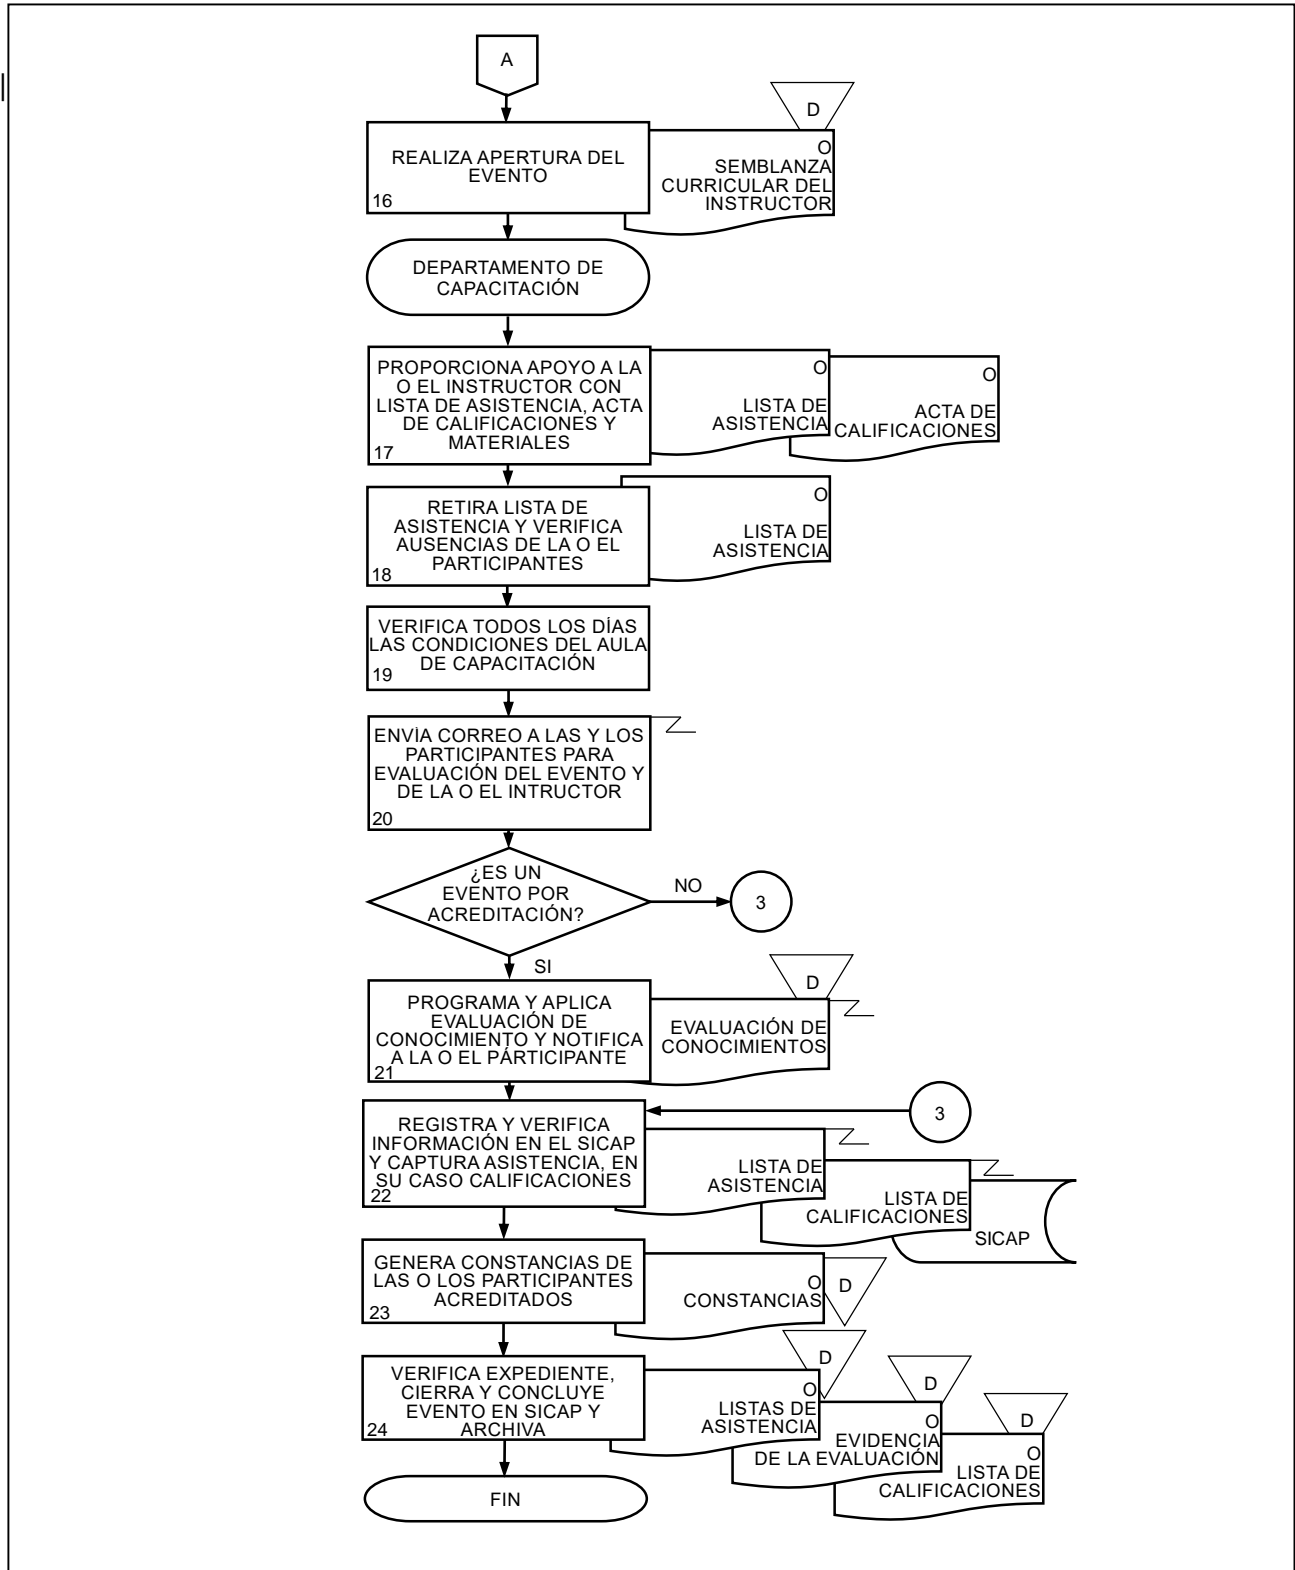 A
D
REALIZA APERTURA DEL
EVENTO
16
O
SEMBLANZA
CURRICULAR DEL
INSTRUCTOR
DEPARTAMENTO DE
CAPACITACIÓN
PROPORCIONA APOYO A LA
O EL INSTRUCTOR CON
LISTA DE ASISTENCIA, ACTA
DE CALIFICACIONES Y
MATERIALES
17
O
LISTA DE
ASISTENCIA
O
ACTA DE
CALIFICACIONES
RETIRA LISTA DE
ASISTENCIA Y VERIFICA
AUSENCIAS DE LA O EL
PARTICIPANTES
18
O
LISTA DE
ASISTENCIA
VERIFICA TODOS LOS DÍAS
LAS CONDICIONES DEL AULA
DE CAPACITACIÓN
19
ENVÍA CORREO A LAS Y LOS
PARTICIPANTES PARA
EVALUACIÓN DEL EVENTO Y
DE LA O EL INTRUCTOR
20
¿ES UN
EVENTO POR
ACREDITACIÓN?
NO
3
SI
D
PROGRAMA Y APLICA
EVALUACIÓN DE
CONOCIMIENTO Y NOTIFICA
A LA O EL PÁRTICIPANTE
21
EVALUACIÓN DE
CONOCIMIENTOS
3
REGISTRA Y VERIFICA
INFORMACIÓN EN EL SICAP
Y CAPTURA ASISTENCIA, EN
SU CASO CALIFICACIONES
22
LISTA DE
ASISTENCIA
LISTA DE
CALIFICACIONES
SICAP
GENERA CONSTANCIAS DE
LAS O LOS PARTICIPANTES
ACREDITADOS
23
O
CONSTANCIAS
D
VERIFICA EXPEDIENTE,
CIERRA Y CONCLUYE
EVENTO EN SICAP Y
ARCHIVA
24
D
O
LISTAS DE
ASISTENCIA
D
O
EVIDENCIA
DE LA EVALUACIÓN
D
O
LISTA DE
CALIFICACIONES
FIN